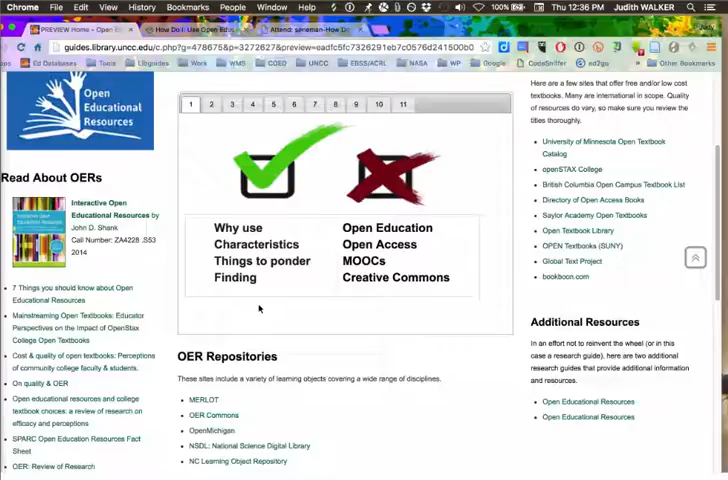 Chrome File Edit View History Bookmarks People Window Help
100%
Thu 12:36 PM Judith WALKER
PREVIEW Home - Open E
How Do I: Use Open Edu
Judy
guides.library.uncc.edu/c.php?g=478675&p=3272627&preview=eadfc5fc7326291eb7c0576d241500b0
Ed Databases Ti Libguides Work WW COED UNCC EBSS/ACRL NASA WP Google CodeSniffer ed2go Other Bookmarks
Open
Educational
Resources
Read About OERs
Interactive Open
Educational Resources by
John D. Shank
Call Number: ZA4228 .S53
2014
7 Things you should know about Open
Educational Resources
Mainstreaming Open Textbooks: Educator
Perspectives on the Impact of OpenStax
College Open Textbooks
Cost & quality of open textbooks: Perceptions
of community college faculty & students.
On quality & OER
Open educational resources and college
textbook choices: a review of research on
efficacy and perceptions
SPARC Open Education Resources Fact
Sheet
OER: Review of Research
1 2 3 4 5 6 7 8 9 10 11
Why use
Characteristics
Things to ponder
Finding
Open Education
Open Access
MOOCs
Creative Commons
OER Repositories
These sites include a variety of learning objects covering a wide range of disciplines.
MERLOT
OER Commons
OpenMichigan
NSDL: National Science Digital Library
NC Learning Object Repository
Here are a few sites that offer free and/or low cost
textbooks. Many are international in scope. Quality
of resources do vary, so make sure you review the
titles thoroughly.
University of Minnesota Open Textbook
Catalog
openSTAX College
British Columbia Open Campus Textbook List
Directory of Open Access Books
Saylor Academy Open Textbooks
Open Textbook Library
OPEN Textbooks (SUNY)
Global Text Project
bookboon.com
Additional Resources
In an effort not to reinvent the wheel (or in this
case a research guide), here are two additional
research guides that provide additional information
and resources.
Open Educational Resources
Open Educational Resources